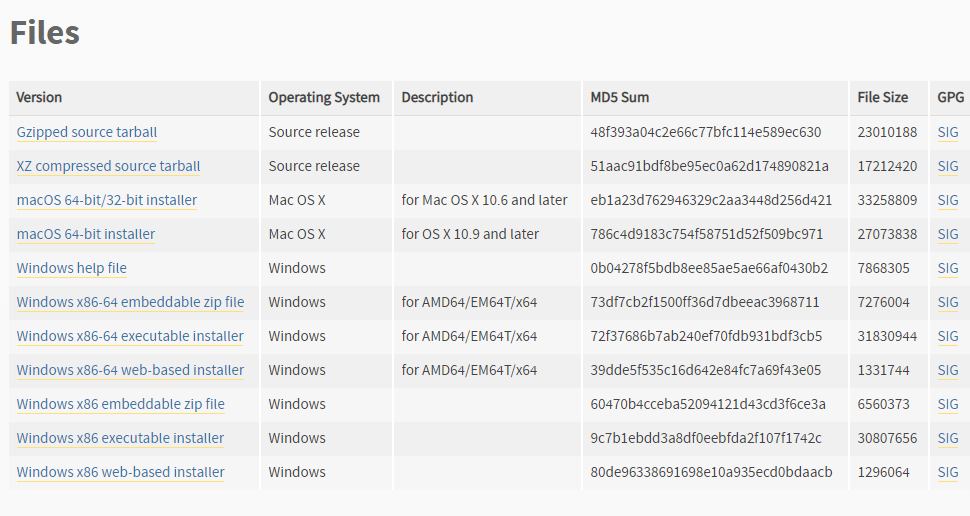 Files
Version Operating System Description MD5 Sum File Size GPG
Gzipped source tarball Source release 48f393a04c2e66c77bfc114e589ec630 23010188 SIG
XZ compressed source tarball Source release 51aac91bdf8be95ec0a62d174890821a 17212420 SIG
macOS 64-bit/32-bit installer Mac OS X for Mac OS X 10.6 and later eb1a23d762946329c2aa3448d256d421 33258809 SIG
macOS 64-bit installer Mac OS X for OS X 10.9 and later 786c4d9183c754f58751d52f509bc971 27073838 SIG
Windows help file Windows 0b04278f5bdb8ee85ae5ae66af0430b2 7868305 SIG
Windows x86-64 embeddable zip file Windows for AMD64/EM64T/x64 73df7cb2f1500ff36d7dbeeac3968711 7276004 SIG
Windows x86-64 executable installer Windows for AMD64/EM64T/x64 72f37686b7ab240ef70fdb931bdf3cb5 31830944 SIG
Windows x86-64 web-based installer Windows for AMD64/EM64T/x64 39dde5f535c16d642e84fc7a69f43e05 1331744 SIG
Windows x86 embeddable zip file Windows 60470b4cceba52094121d43cd3f6ce3a 6560373 SIG
Windows x86 executable installer Windows 9c7b1ebdd3a8df0eebfda2f107f1742c 30807656 SIG
Windows x86 web-based installer Windows 80de96338691698e10a935ecd0bdaacb 1296064 SIG